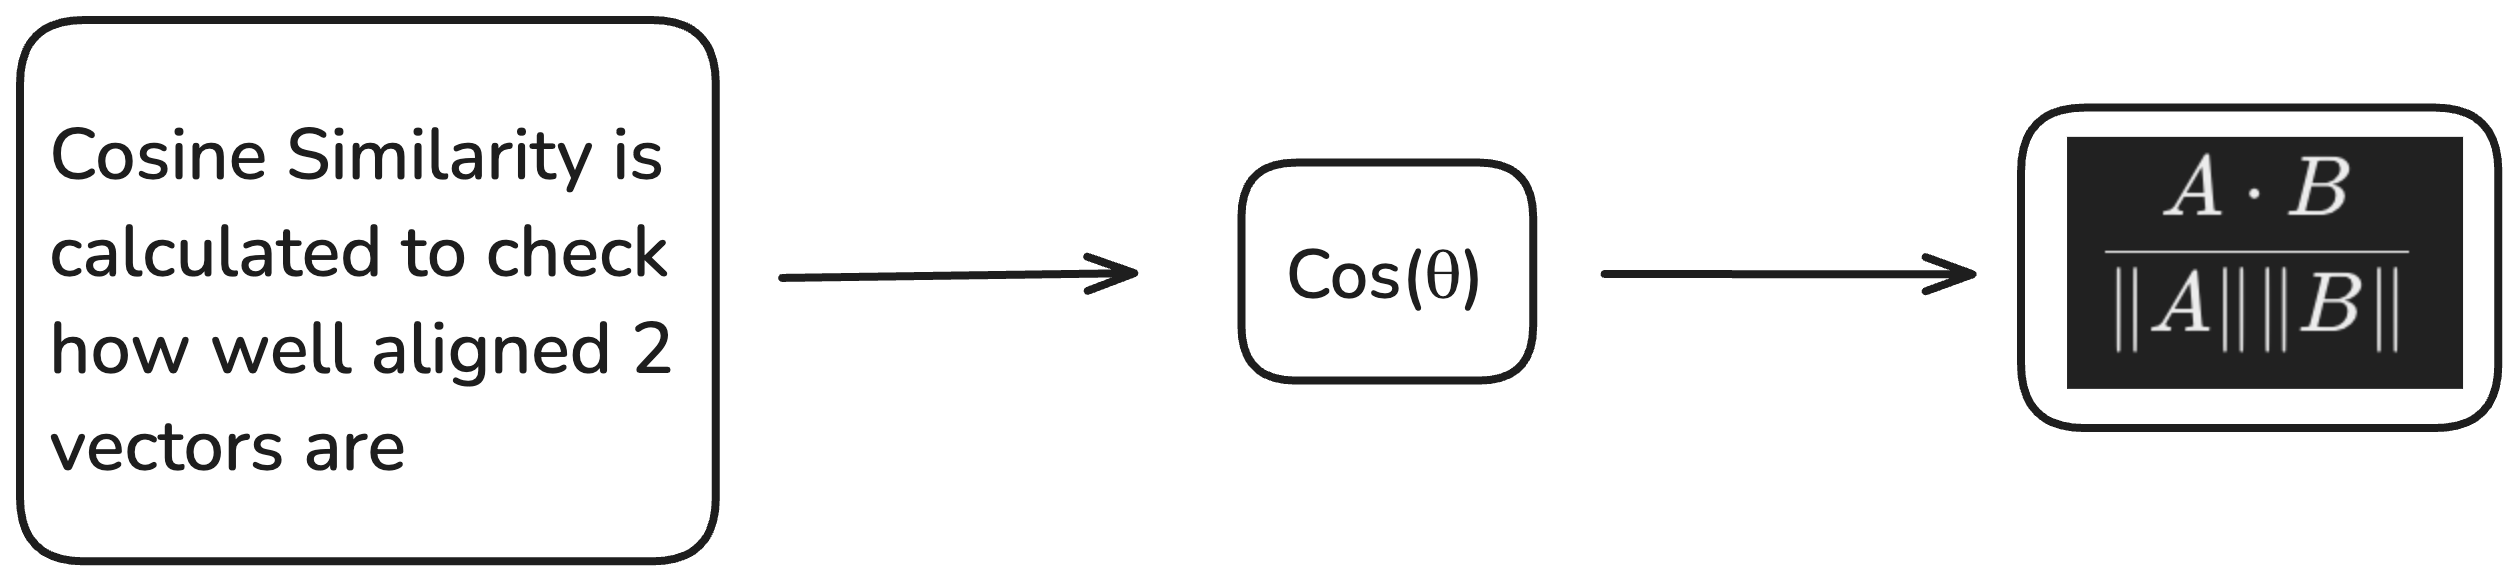 Cosine Similarity is
calculated to check
how well aligned 2
vectors are
Cos(θ)
A · B
||A|| ||B||